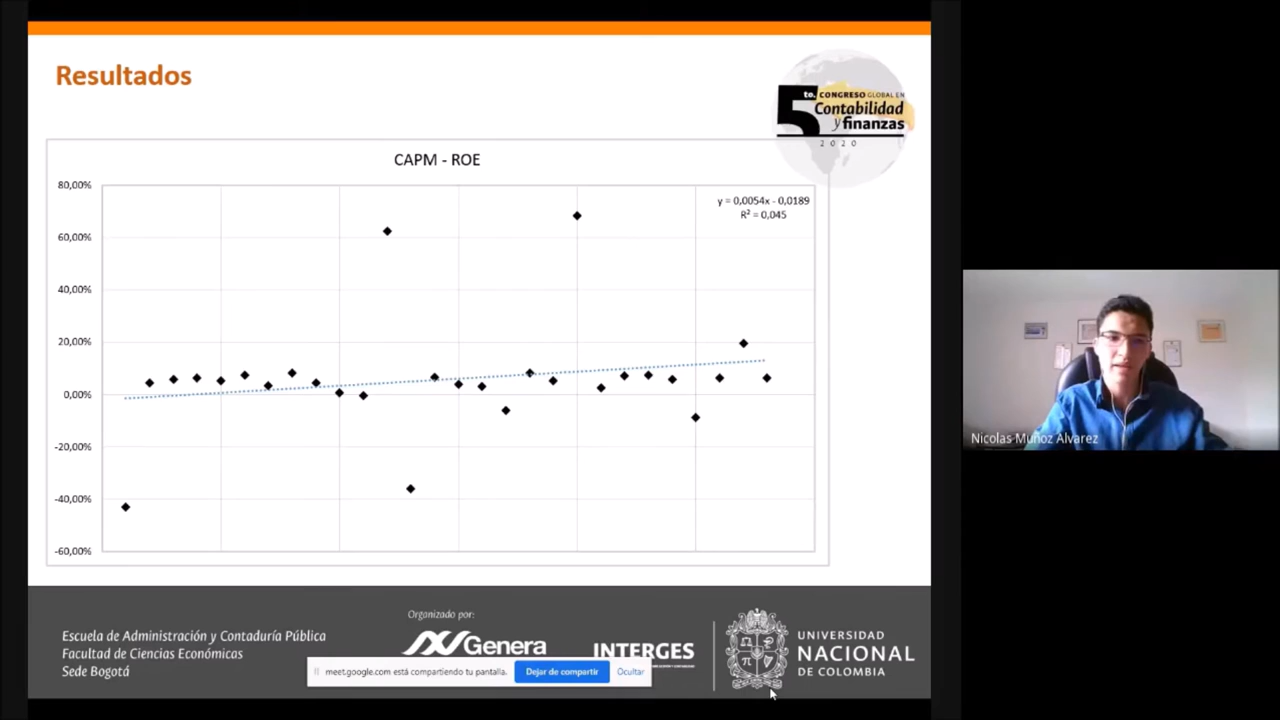 Resultados
5to. CONGRESO GLOBAL EN
Contabilidad
y finanzas
2020
CAPM - ROE
80,00%
60,00%
40,00%
20,00%
0,00%
-20,00%
-40,00%
-60,00%
y = 0,0054x - 0,0189
R² = 0,045
Nicolas Muñoz Alvarez
Escuela de Administración y Contaduría Pública
Facultad de Ciencias Económicas
Sede Bogotá
Organizado por:
Genera
INTERGES
UNIVERSIDAD
NACIONAL
DE COLOMBIA
meet.google.com está compartiendo tu pantalla.
Dejar de compartir
Ocultar